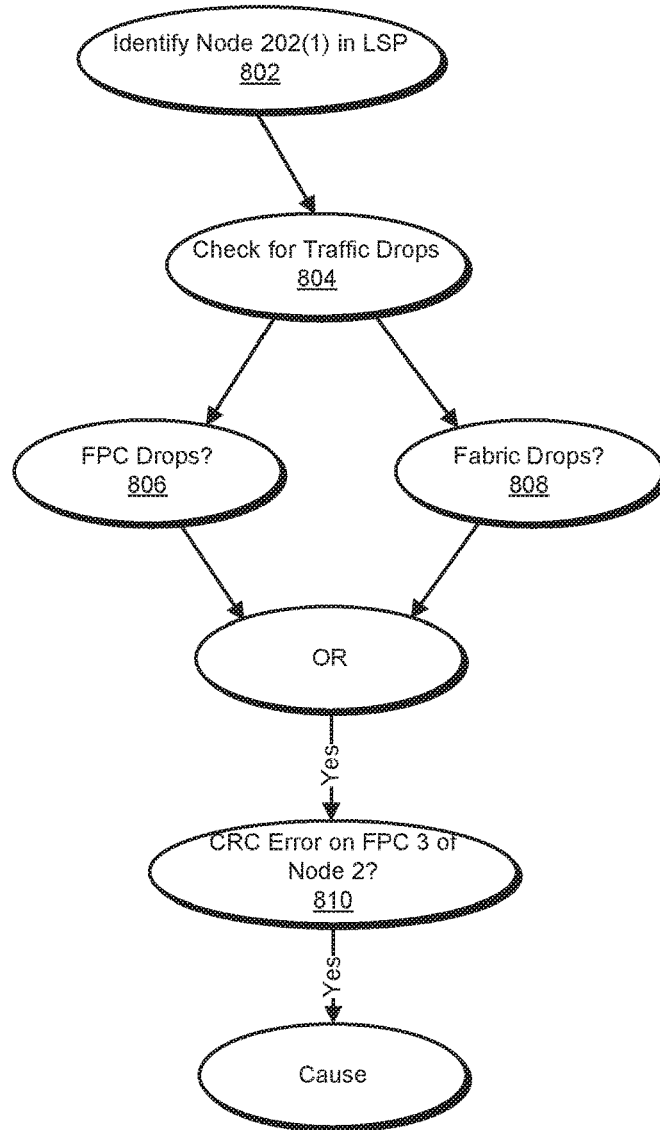 Identify Node 202(1) in LSP
802
Check for Traffic Drops
804
FPC Drops?
806
Fabric Drops?
808
OR
Yes
CRC Error on FPC 3 of
Node 2?
810
Yes
Cause